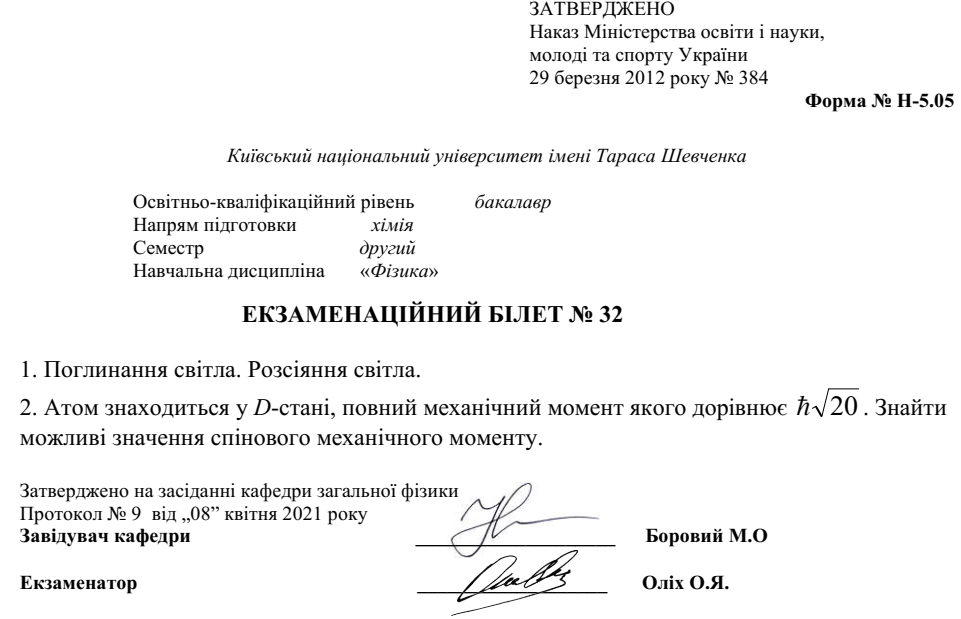 ЗАТВЕРДЖЕНО
Наказ Міністерства освіти і науки,
молоді та спорту України
29 березня 2012 року № 384
Форма № Н-5.05
Київський національний університет імені Тараса Шевченка
Освітньо-кваліфікаційний рівень бакалавр
Напрям підготовки хімія
Семестр другий
Навчальна дисципліна «Фізика»
ЕКЗАМЕНАЦІЙНИЙ БІЛЕТ № 32
1. Поглинання світла. Розсіяння світла.
2. Атом знаходиться у D-стані, повний механічний момент якого дорівнює ℏ√20 . Знайти
можливі значення спінового механічного моменту.
Затверджено на засіданні кафедри загальної фізики
Протокол № 9 від „08” квітня 2021 року
Завідувач кафедри Боровий М.О
Екзаменатор Оліх О.Я.